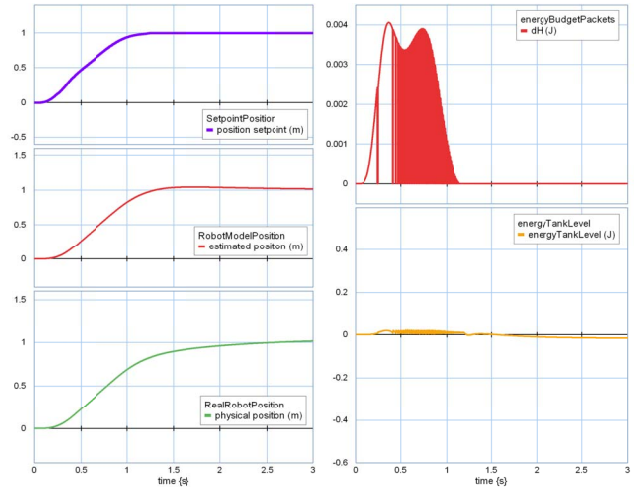 1
0.5
0
-0.5
SetpointPosition
position setpoint (m)
1.5
1
0.5
0
RobotModelPosition
estimated position (m)
1.5
1
0.5
0
RealRobotPosition
physical position (m)
0 0.5 1 1.5 2 2.5 3
time {s}
0.004
0.003
0.002
0.001
0
energyBudgetPackets
dH (J)
0.4
0.2
0
-0.2
-0.4
-0.6
energyTankLevel
energyTankLevel (J)
0 0.5 1 1.5 2 2.5 3
time {s}